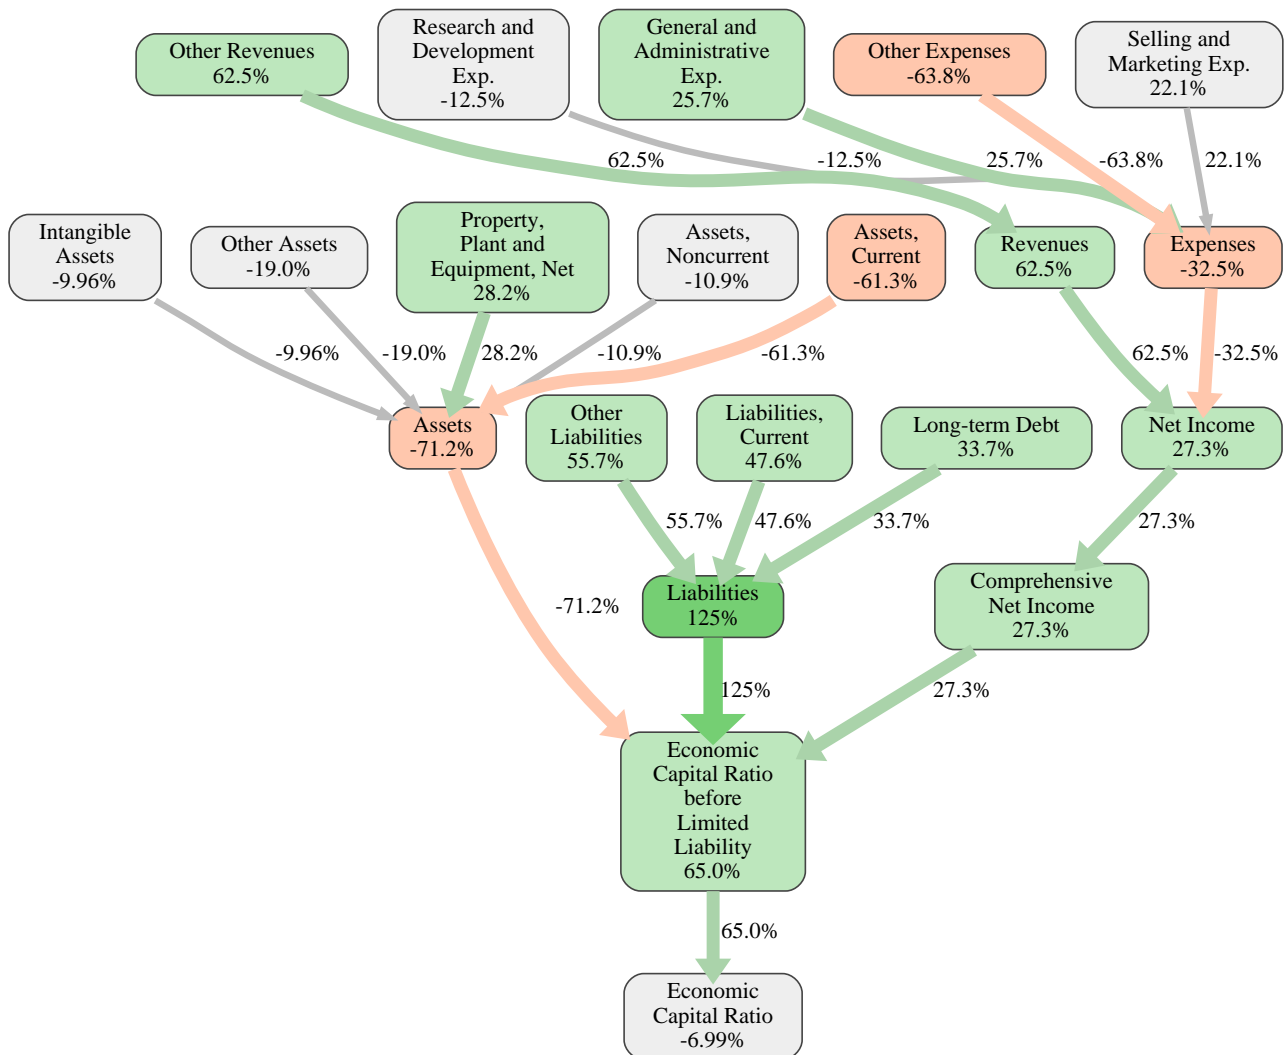 Other Revenues
62.5%
Research and
Development
Exp.
-12.5%
General and
Administrative
Exp.
25.7%
Other Expenses
-63.8%
Selling and
Marketing Exp.
22.1%
62.5%
-12.5%
25.7%
-63.8%
22.1%
Intangible
Assets
-9.96%
Other Assets
-19.0%
Property,
Plant and
Equipment, Net
28.2%
Assets,
Noncurrent
-10.9%
Assets,
Current
-61.3%
Revenues
62.5%
Expenses
-32.5%
-9.96%
-19.0%
28.2%
-10.9%
-61.3%
62.5%
-32.5%
Assets
-71.2%
Other
Liabilities
55.7%
Liabilities,
Current
47.6%
Long-term Debt
33.7%
Net Income
27.3%
55.7%
47.6%
33.7%
27.3%
-71.2%
Liabilities
125%
Comprehensive
Net Income
27.3%
125%
27.3%
Economic
Capital Ratio
before
Limited
Liability
65.0%
65.0%
Economic
Capital Ratio
-6.99%